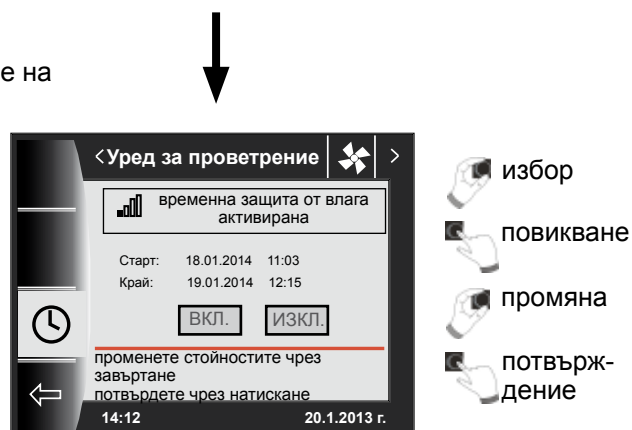 е на
<Уред за проветрение >
временна защита от влага
активирана
Старт: 18.01.2014 11:03
Край: 19.01.2014 12:15
ВКЛ. ИЗКЛ.
променете стойностите чрез
завъртане
потвърдете чрез натискане
14:12 20.1.2013 г.
избор
повикване
промяна
потвърж-
дение